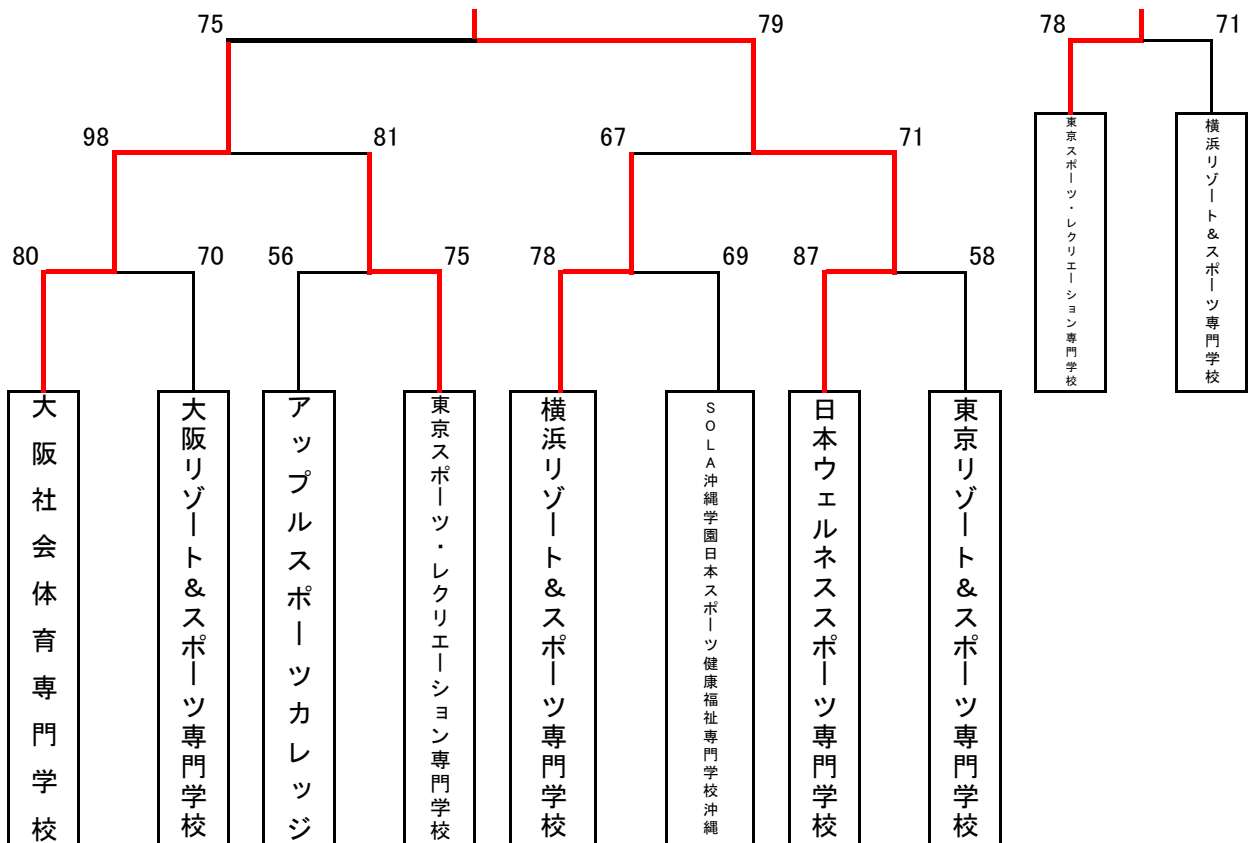 75
79
78
71
98
81
67
71
80
70
56
75
78
69
87
58
東京スポーツ・レクリエーション専門学校
横浜リゾート&スポーツ専門学校
大阪社会体育専門学校
大阪リゾート&スポーツ専門学校
アップルスポーツカレッジ
東京スポーツ・レクリエーション専門学校
横浜リゾート&スポーツ専門学校
SOLA沖縄学園日本スポーツ健康福祉専門学校沖縄
日本ウェルネススポーツ専門学校
東京リゾート&スポーツ専門学校